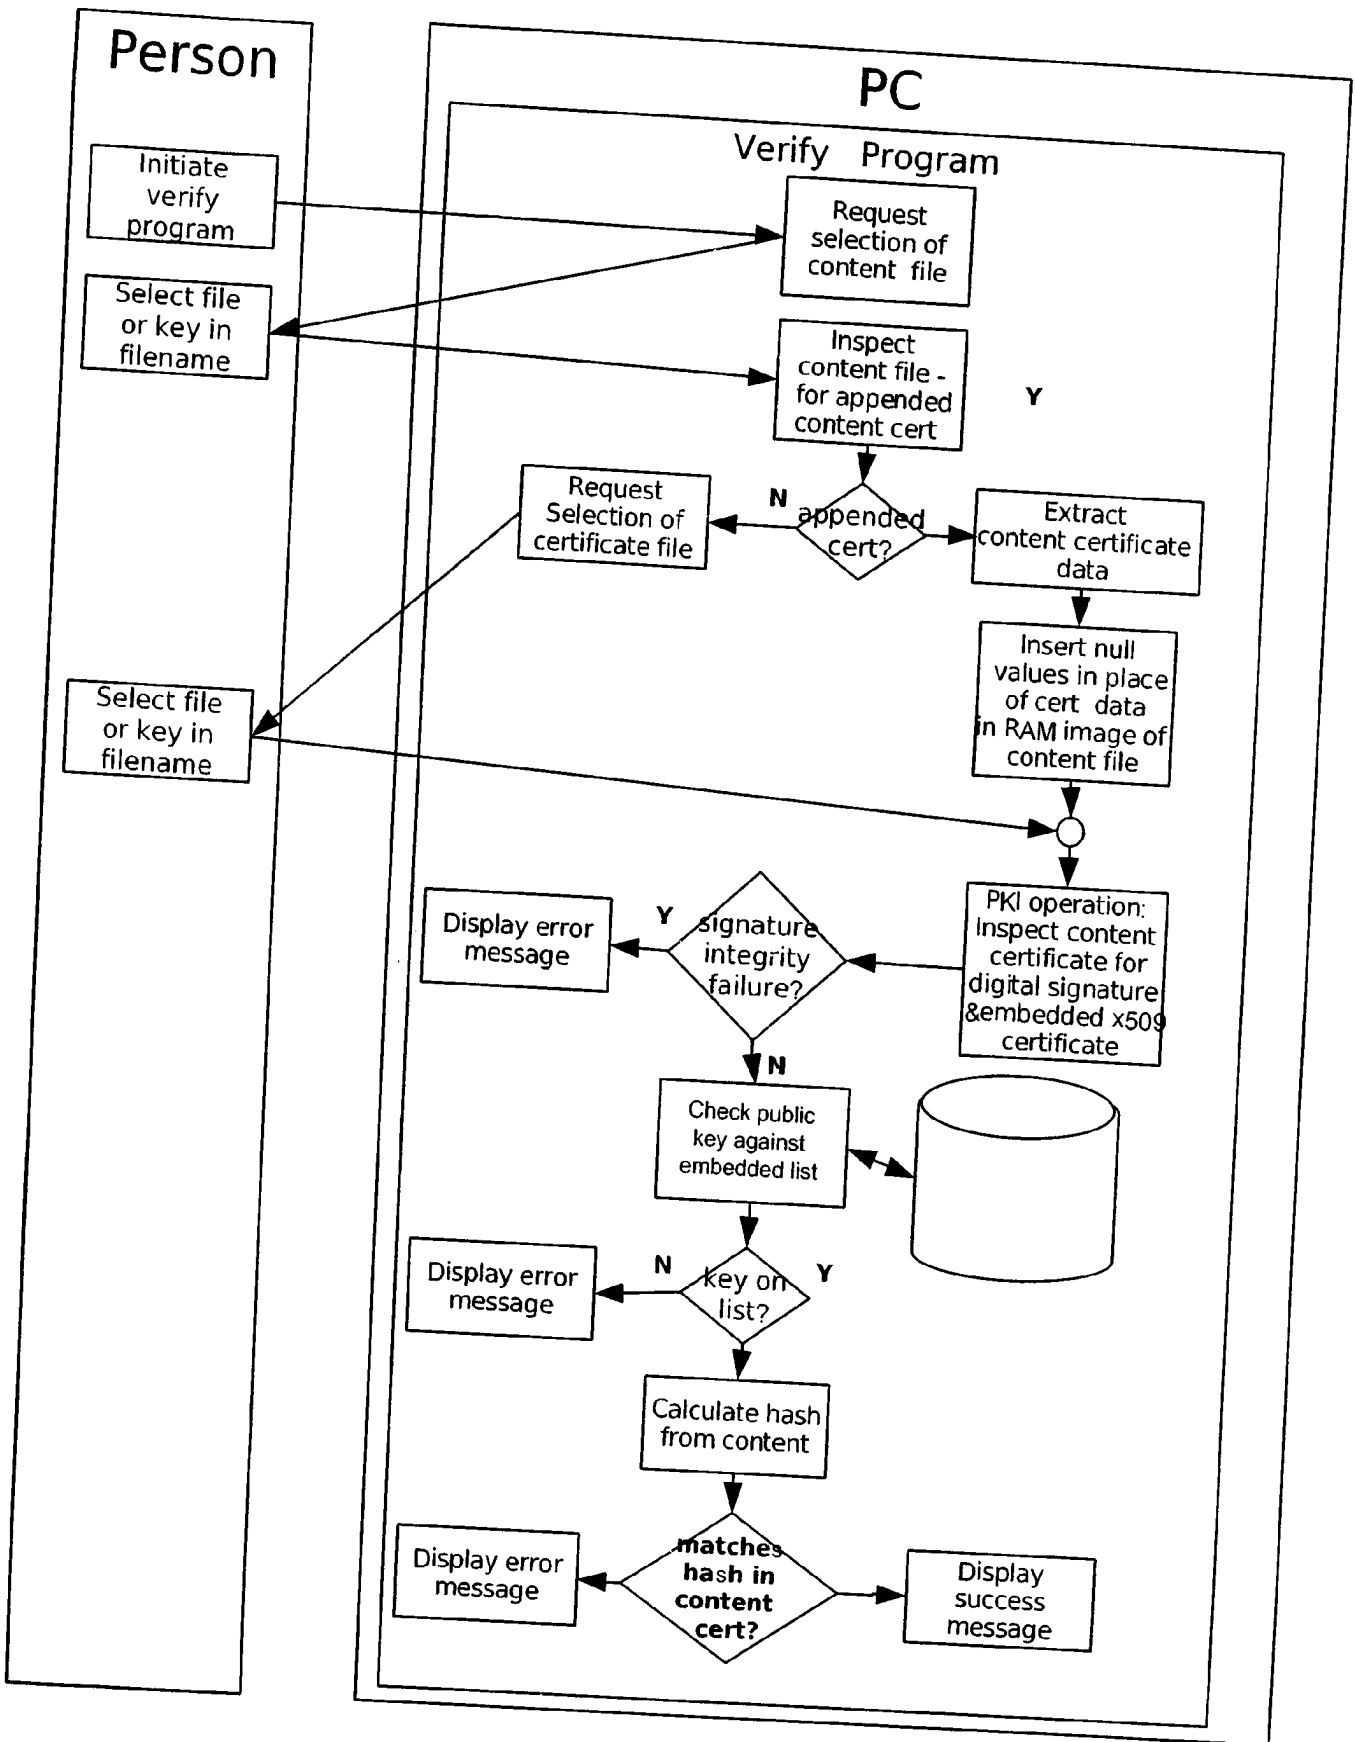 Person
PC
Verify Program
Initiate
verify
program
Request
selection of
content file
Select file
or key in
filename
Inspect
content file -
for appended
content cert
Y
Request
Selection of
certificate file
N
appended
cert?
Extract
content certificate
data
Insert null
values in place
of cert data
in RAM image of
content file
Select file
or key in
filename
PKI operation:
Inspect content
certificate for
digital signature
&embedded x509
certificate
signature
integrity
failure?
Y
Display error
message
N
Check public
key against
embedded list
key on
list?
N
Y
Display error
message
Calculate hash
from content
matches
hash in
content
cert?
Display error
message
Display
success
message